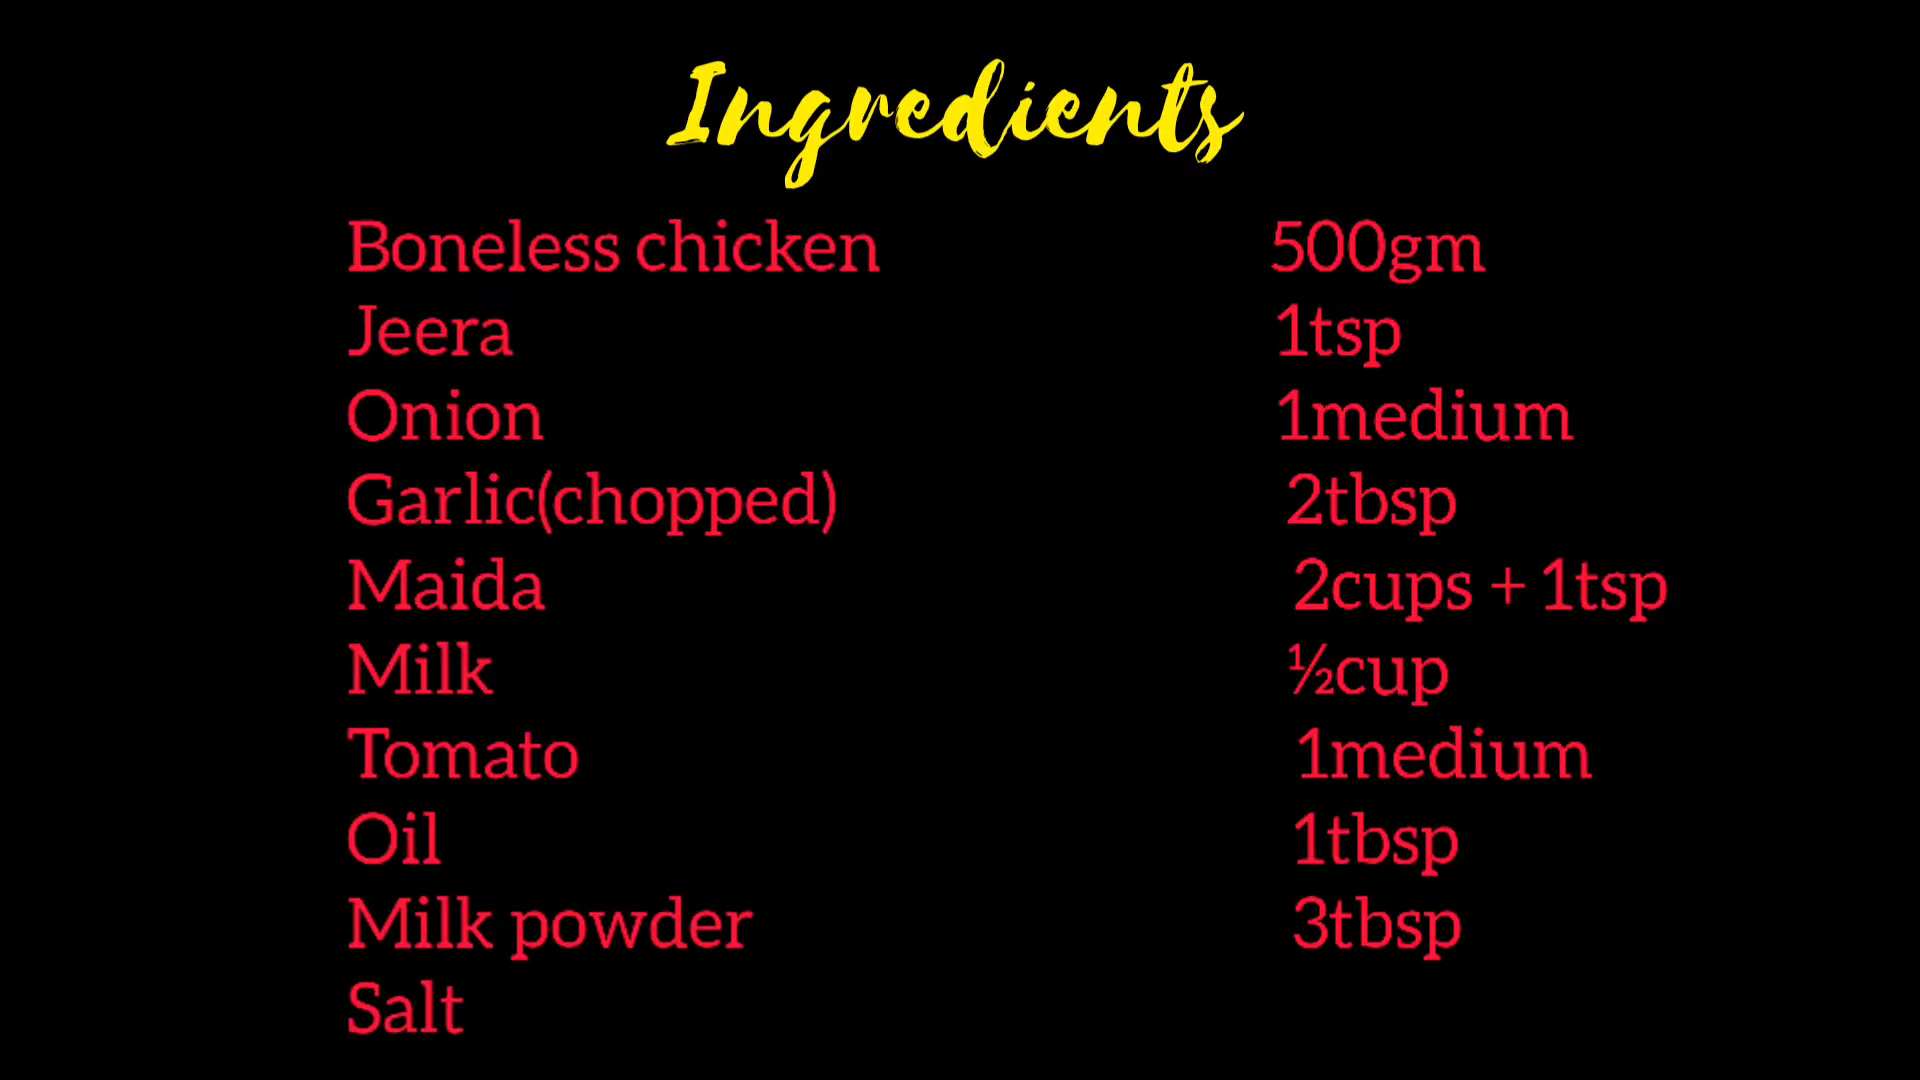 Ingredients
Boneless chicken 500gm
Jeera 1tsp
Onion 1medium
Garlic(chopped) 2tbsp
Maida 2cups + 1tsp
Milk ½cup
Tomato 1medium
Oil 1tbsp
Milk powder 3tbsp
Salt